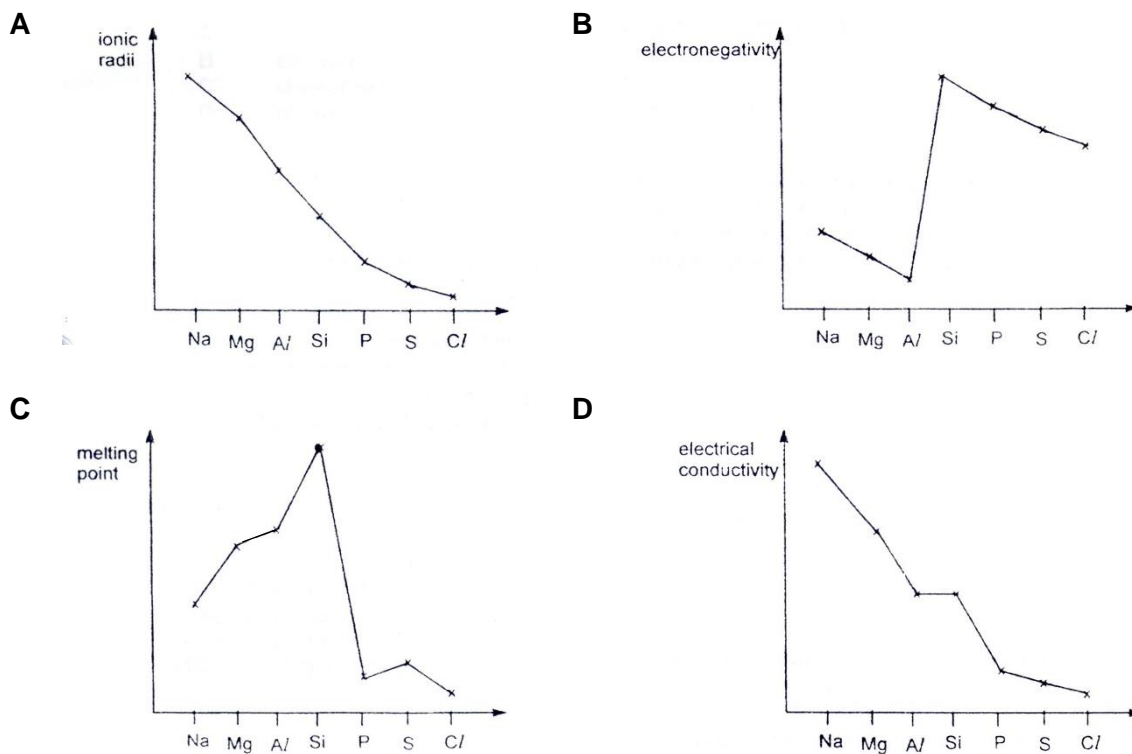 A
ionic
radii
Na Mg Al Si P S Cl
B
electronegativity
Na Mg Al Si P S Cl
C
melting
point
Na Mg Al Si P S Cl
D
electrical
conductivity
Na Mg Al Si P S Cl